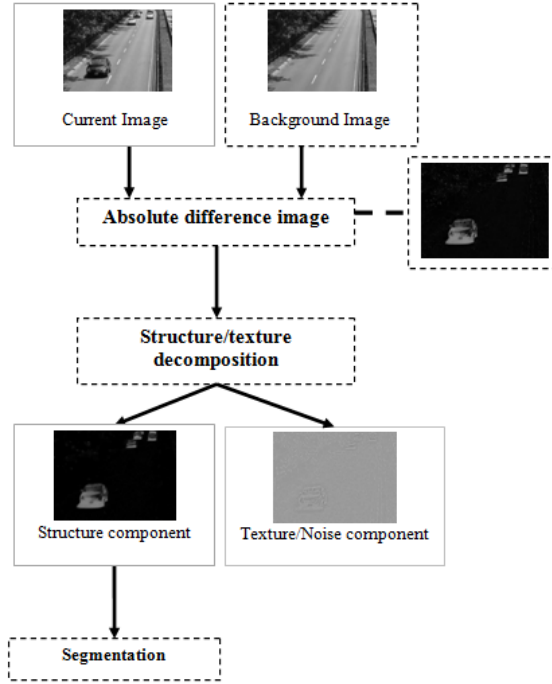 Current Image
Background Image
Absolute difference image
Structure/texture
decomposition
Structure component
Texture/Noise component
Segmentation